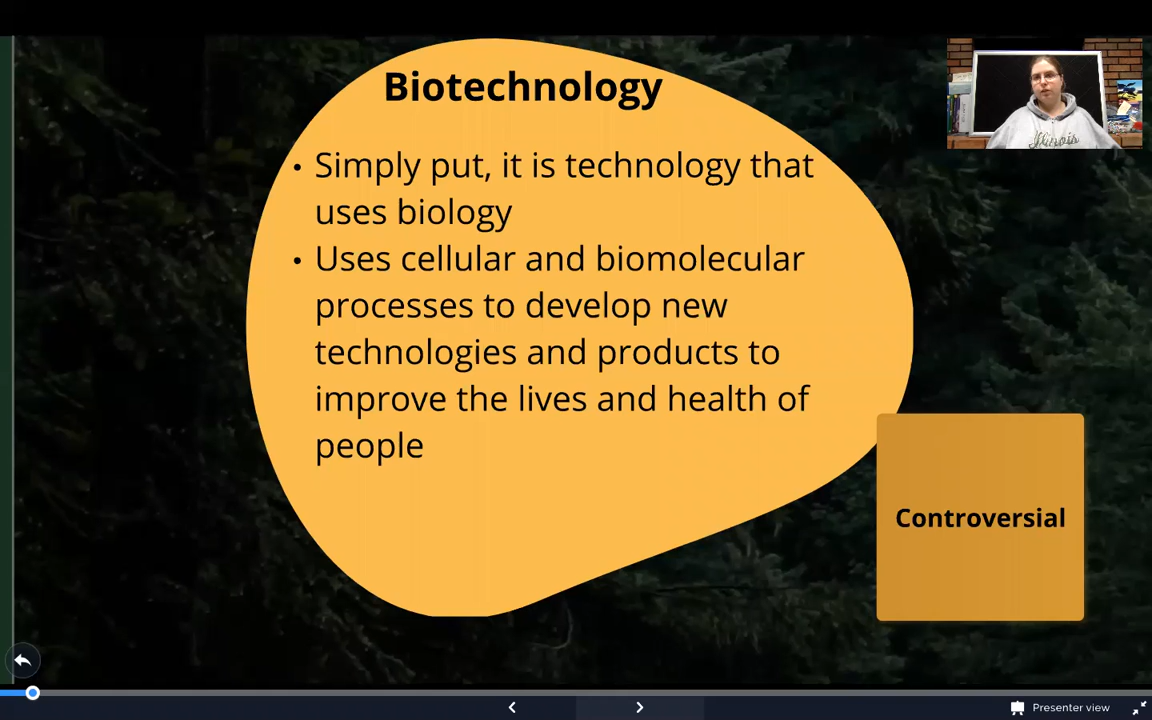 Biotechnology
• Simply put, it is technology that
uses biology
• Uses cellular and biomolecular
processes to develop new
technologies and products to
improve the lives and health of
people
Controversial
Illinois
Presenter view